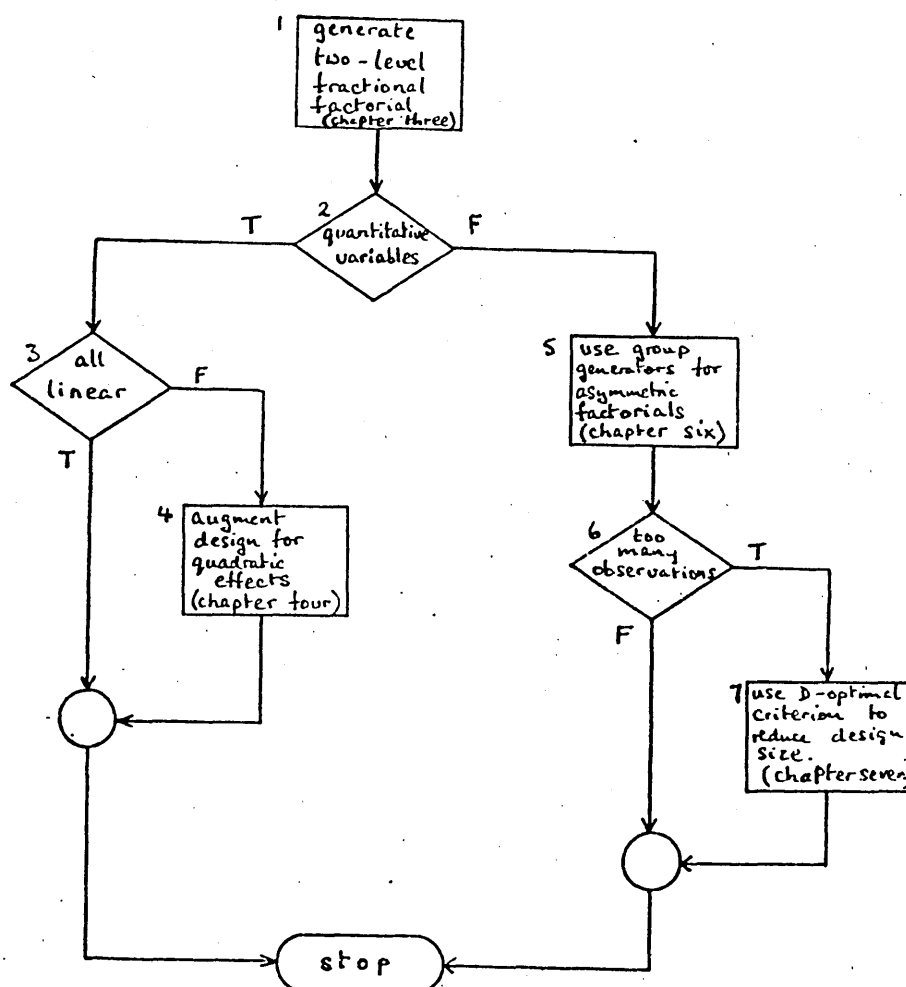 1
generate
two-level
fractional
factorial
(chapter three)
2
T
F
quantitative
variables
3
all
linear
F
T
5
use group
generators for
asymmetric
factorials
(chapter six)
4
augment
design for
quadratic
effects
(chapter four)
6
too
many
observations
T
F
7
use D-optimal
criterion to
reduce design
size.
(chapter seven)
stop